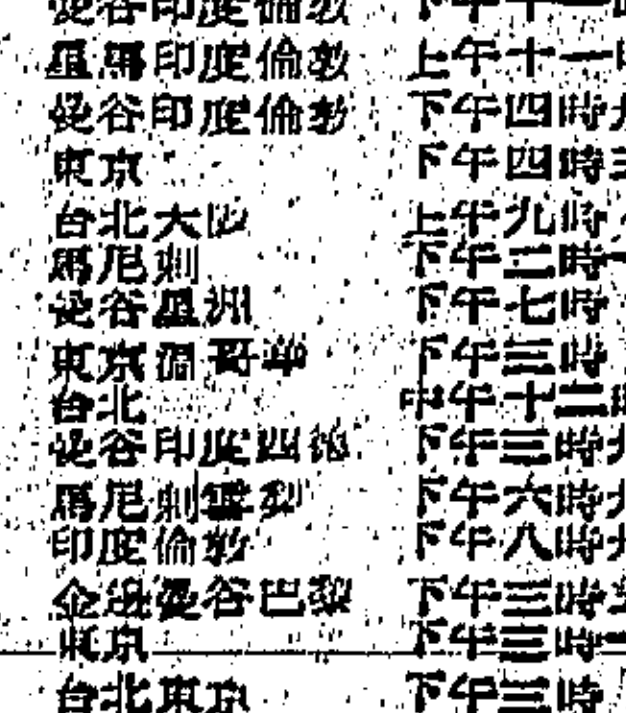 曼谷印度倫敦 下午十一
星馬印度倫敦 上午十一時
曼谷印度倫敦 下午四時
東京 下午四時
台北大 上午九時
馬尼剌 下午二時
曼谷星洲 下午七時
東京温哥華 下午三時
台北 中午十二
曼谷印度 下午三時
馬尼剌雪梨 下午六時
印度倫敦 下午八時
金邊曼谷巴黎 下午三時
東京 下午三時
台北東京 下午三時